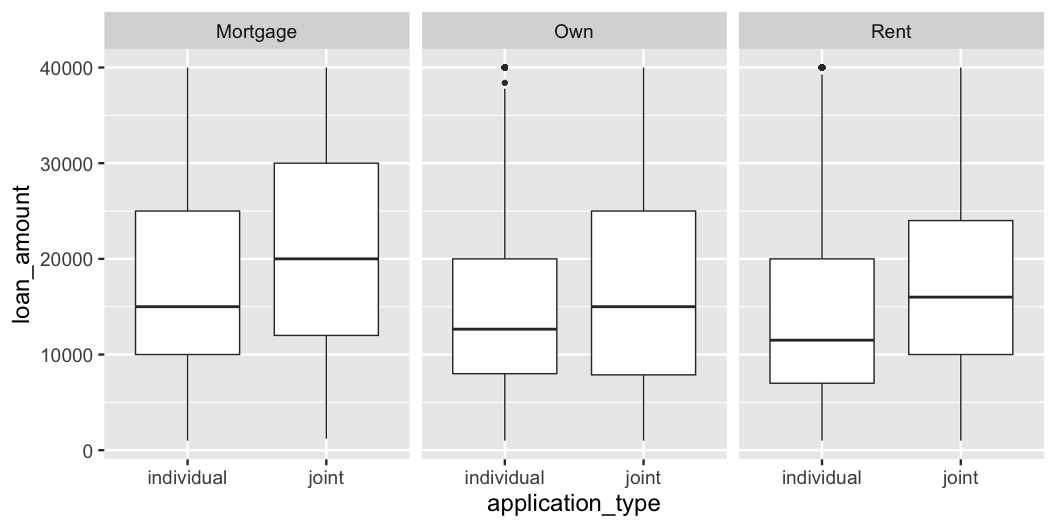 Mortgage Own Rent
40000
30000
20000
10000
0
loan_amount
individual joint individual joint individual joint
application_type